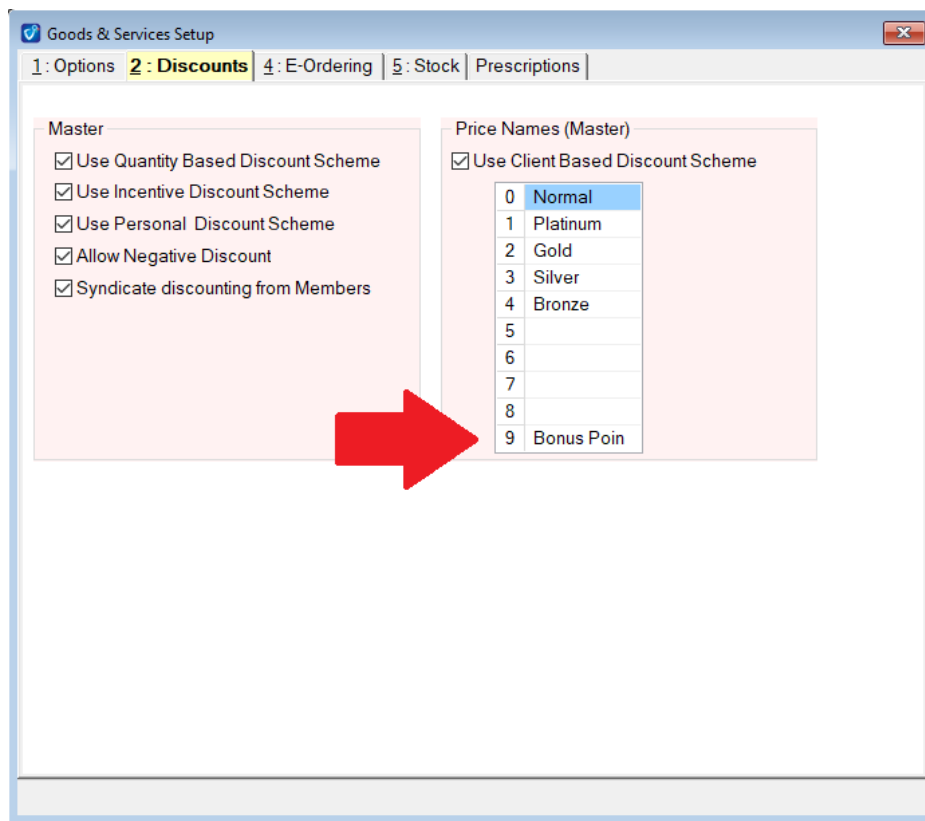 Goods & Services Setup
1 : Options 2 : Discounts 4 : E-Ordering 5 : Stock Prescriptions
Master
Use Quantity Based Discount Scheme
Use Incentive Discount Scheme
Use Personal Discount Scheme
Allow Negative Discount
Syndicate discounting from Members
Price Names (Master)
Use Client Based Discount Scheme
0 Normal
1 Platinum
2 Gold
3 Silver
4 Bronze
5
6
7
8
9 Bonus Poin